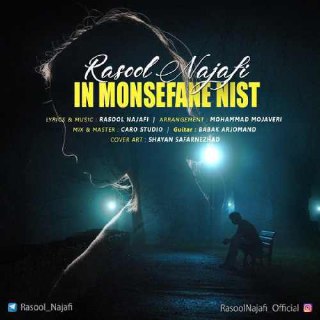 Rasool Najafi
IN MONSEFANE NIST
LYRICS & MUSIC : RASOOL NAJAFI | ARRANGEMENT : MOHAMMAD MOJAVERI
MIX & MASTER : CARO STUDIO | Guitar : BABAK ARJOMAND
COVER ART : SHAYAN SAFARNEZHAD
Rasool_Najafi
RasoolNajafi_Official